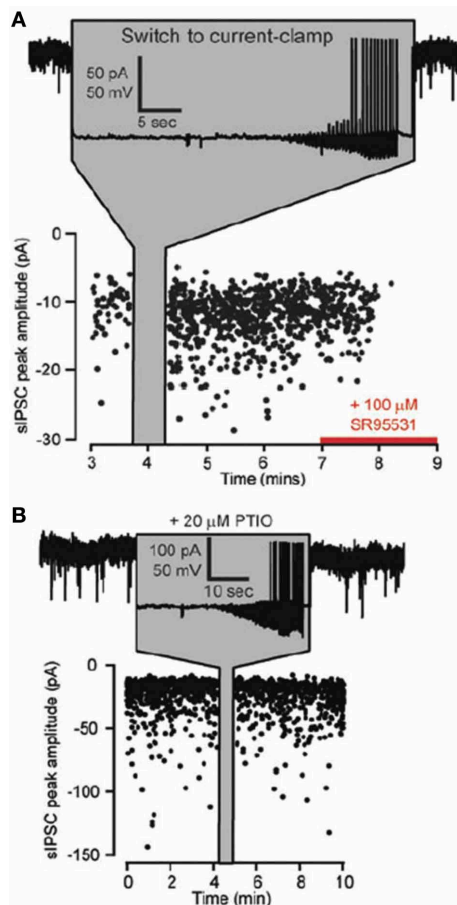 A
Switch to current-clamp
50 pA
50 mV
5 sec
sIPSC peak amplitude (pA)
0
-10
-20
-30
+ 100 µM
SR95531
3 4 5 6 7 8 9
Time (mins)
B
+ 20 µM PTIO
100 pA
50 mV
10 sec
sIPSC peak amplitude (pA)
0
-50
-100
-150
0 2 4 6 8 10
Time (min)